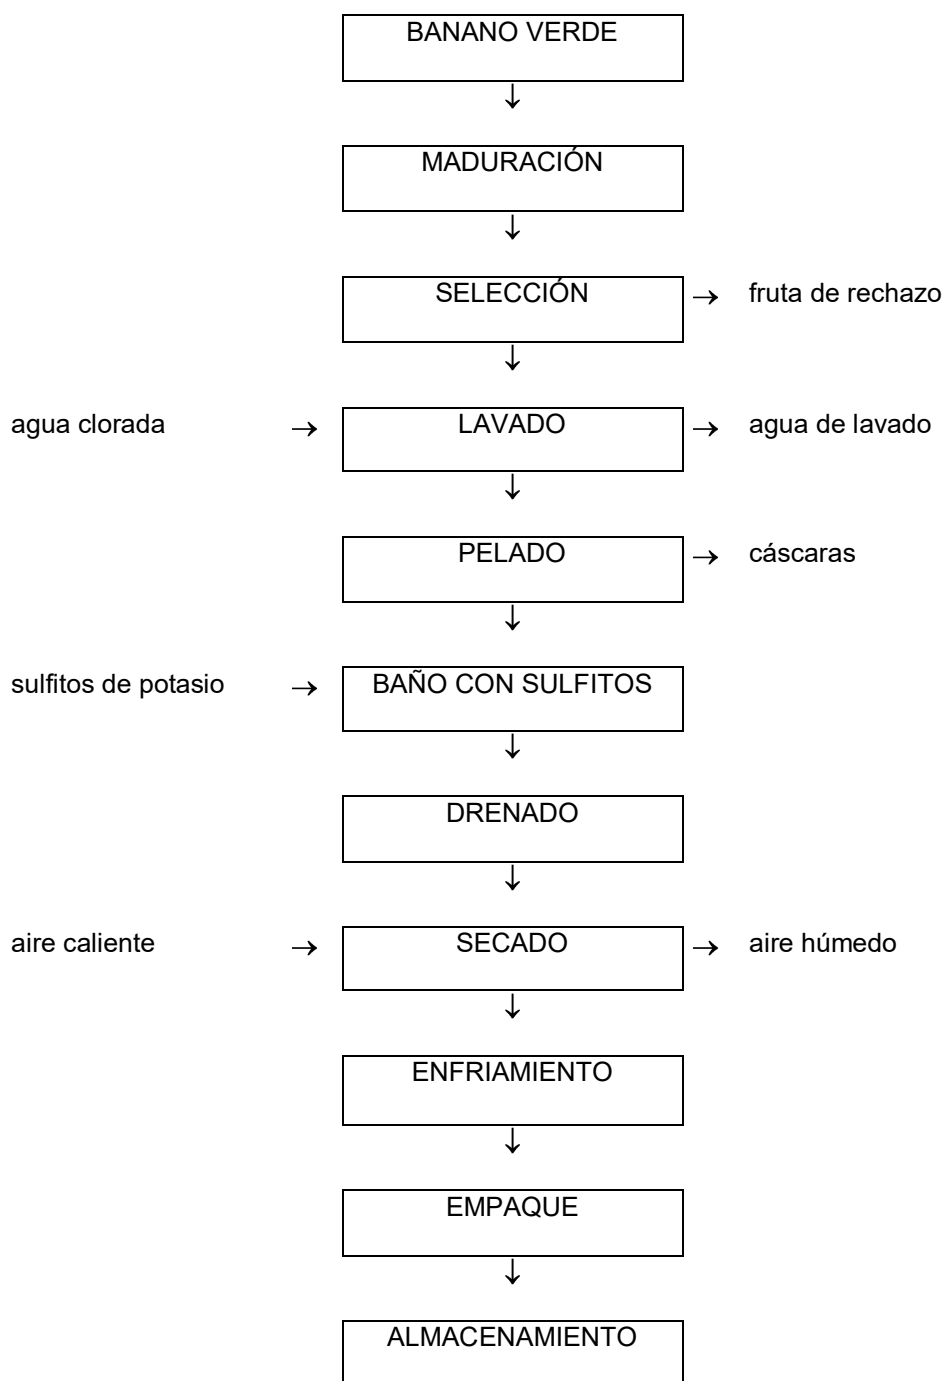 BANANO VERDE
↓
MADURACIÓN
↓
SELECCIÓN → fruta de rechazo
↓
agua clorada → LAVADO → agua de lavado
↓
PELADO → cáscaras
↓
sulfitos de potasio → BAÑO CON SULFITOS
↓
DRENADO
↓
aire caliente → SECADO → aire húmedo
↓
ENFRIAMIENTO
↓
EMPAQUE
↓
ALMACENAMIENTO